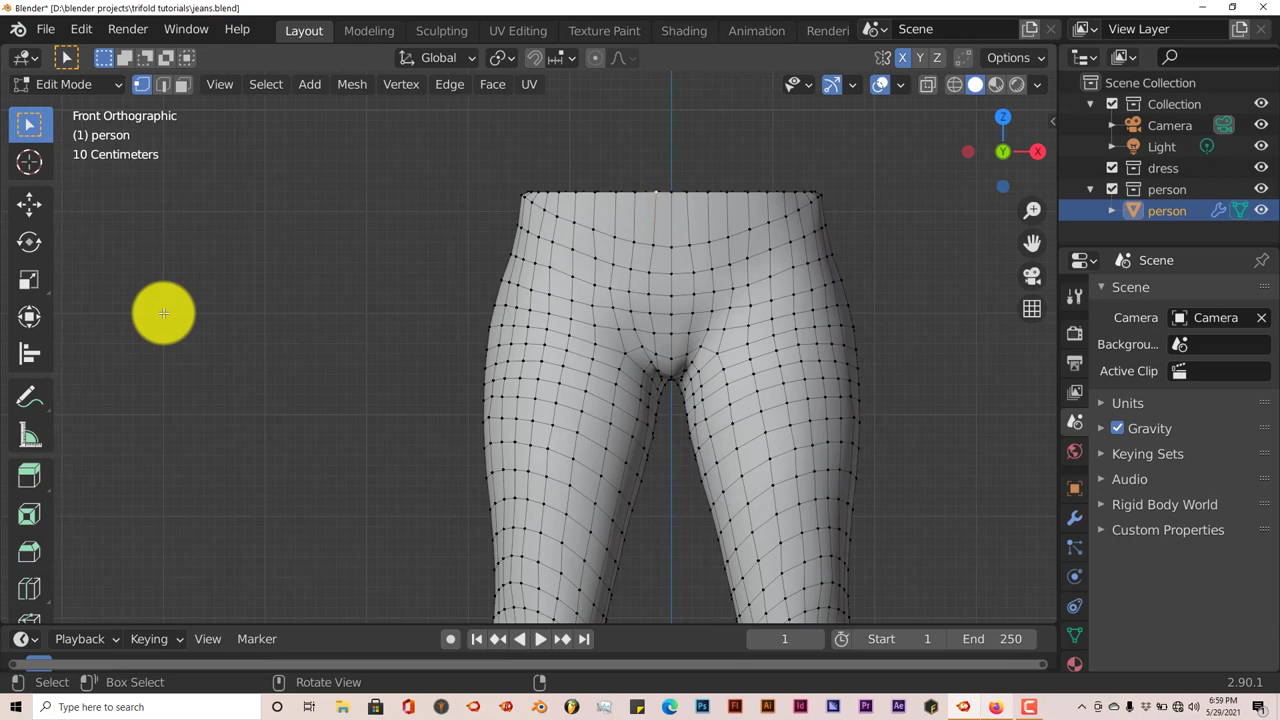 Blender* [D:\blender projects\trifold tutorials\jeans.blend]
File Edit Render Window Help Layout Modeling Sculpting UV Editing Texture Paint Shading Animation Rendering Scene View Layer
Global X Y Z Options
Edit Mode View Select Add Mesh Vertex Edge Face UV
Front Orthographic
(1) person
10 Centimeters
Z
Y
X
Scene Collection
Collection
Camera
Light
dress
person
person
Scene
Scene
Camera Camera
Backgrou...
Active Clip
Units
Gravity
Keying Sets
Audio
Rigid Body World
Custom Properties
Playback Keying View Marker 1 Start 1 End 250
Select Box Select Rotate View 2.90.1
Type here to search
6:59 PM
5/29/2021